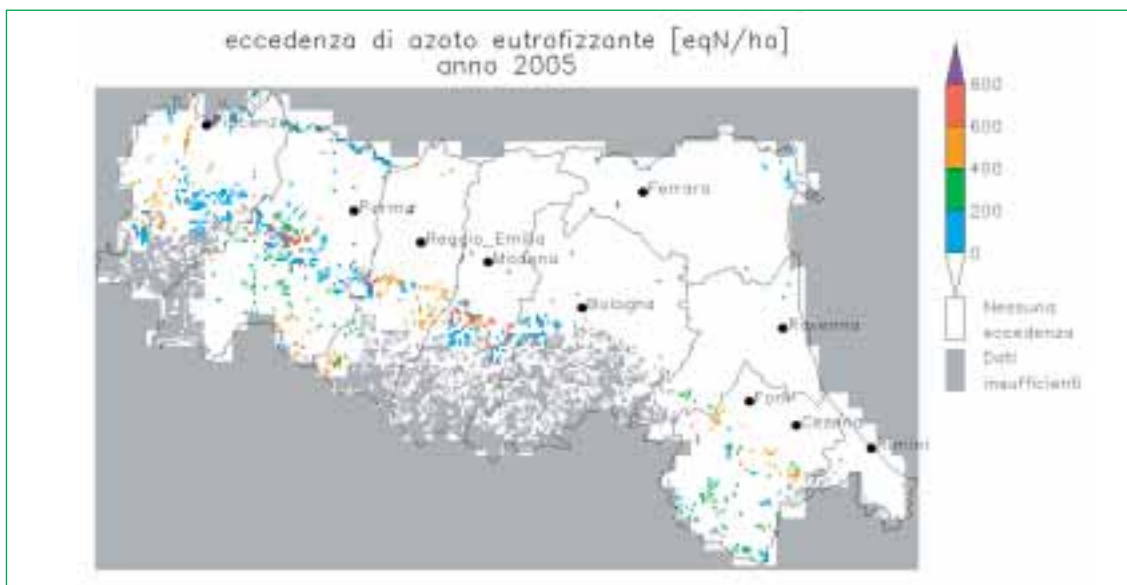 eccedenza di azoto eutrofizzante [eqN/ha]
anno 2005
800
600
400
200
0
Nessuna
eccedenza
Dati
insufficienti
Piacenza
Parma
Reggio_Emilia
Modena
Ferrara
Bologna
Ravenna
Forlì
Cesena
Rimini